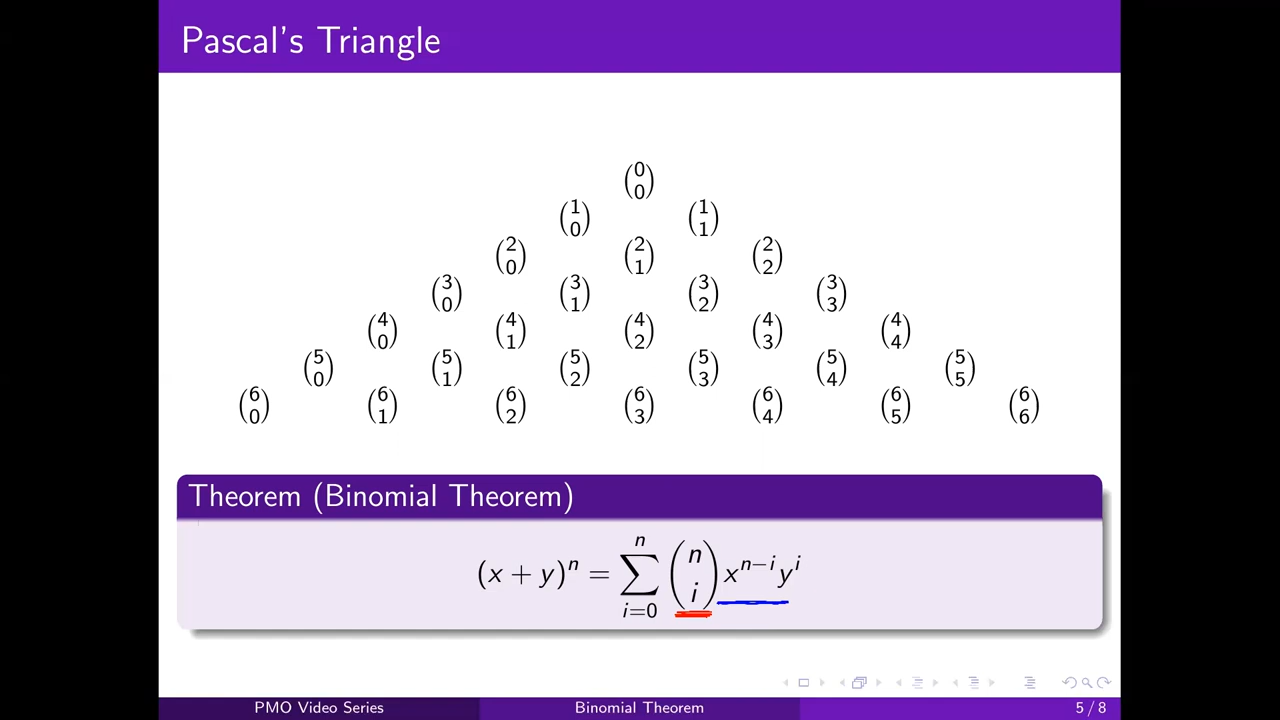 Pascal's Triangle
(0 0)
(1 0) (1 1)
(2 0) (2 1) (2 2)
(3 0) (3 1) (3 2) (3 3)
(4 0) (4 1) (4 2) (4 3) (4 4)
(5 0) (5 1) (5 2) (5 3) (5 4) (5 5)
(6 0) (6 1) (6 2) (6 3) (6 4) (6 5) (6 6)
Theorem (Binomial Theorem)
(x + y)^n = ∑_{i=0}^{n} (n i) x^{n−i} y^i
PMO Video Series Binomial Theorem 5 / 8